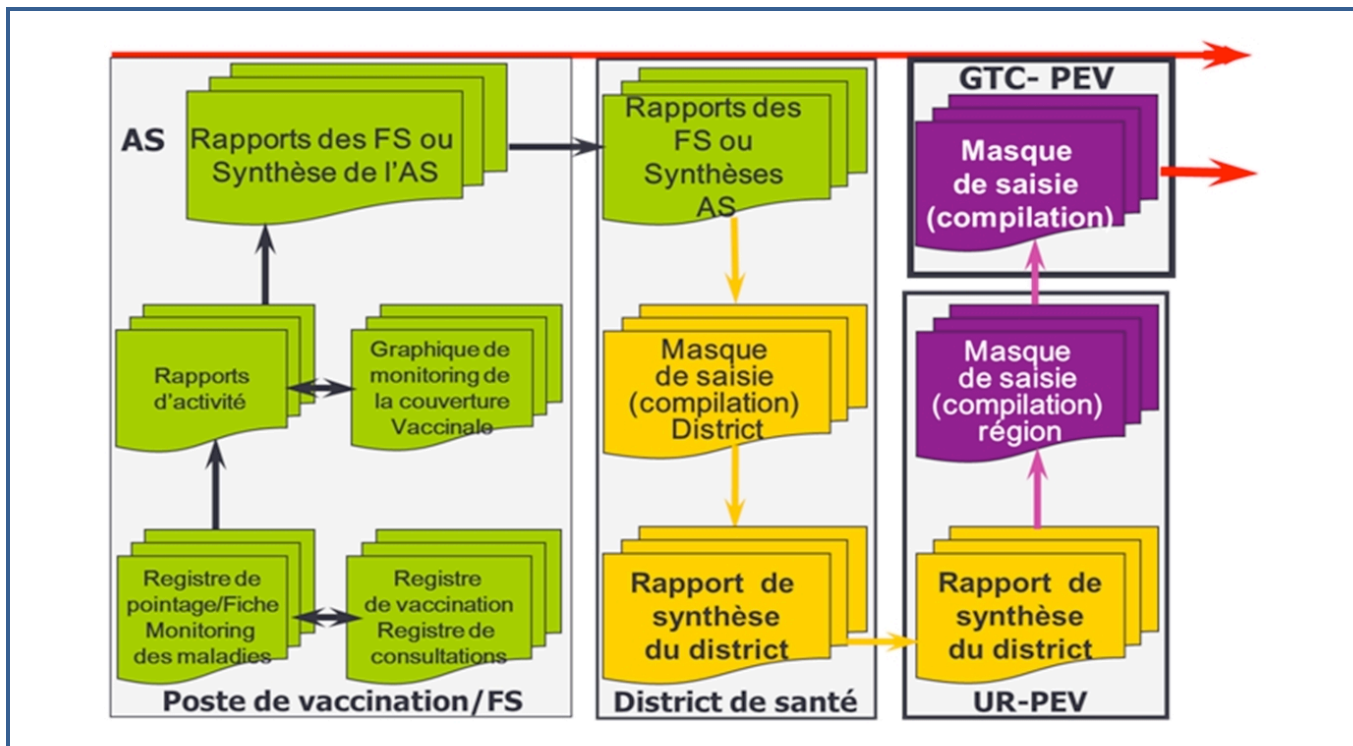 AS
Rapports des FS ou
Synthèse de l'AS
Rapports
d'activité
Graphique de
monitoring de
la couverture
Vaccinale
Registre de
pointage/Fiche
Monitoring
des maladies
Registre
de vaccination
Registre de
consultations
Poste de vaccination/FS
Rapports des
FS ou
Synthèses
AS
Masque
de saisie
(compilation)
District
Rapport de
synthèse
du district
District de santé
GTC- PEV
Masque
de saisie
(compilation)
Masque
de saisie
(compilation)
région
Rapport de
synthèse
du district
UR-PEV